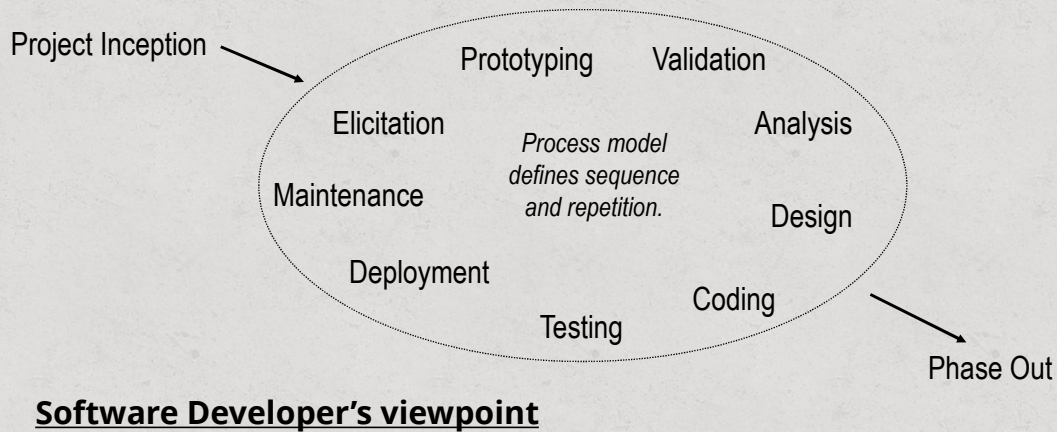 Project Inception
Prototyping
Validation
Elicitation
Analysis
Process model
defines sequence
and repetition.
Maintenance
Design
Deployment
Coding
Testing
Phase Out
Software Developer’s viewpoint